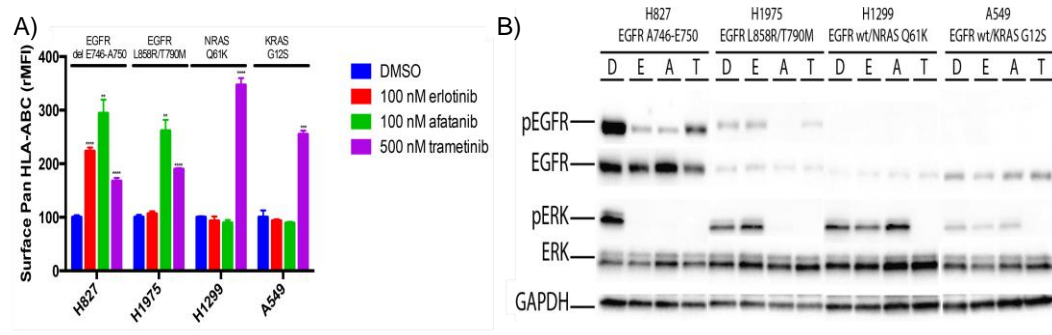 A)
EGFR
del E746-A750
EGFR
L858R/T790M
NRAS
Q61K
KRAS
G12S
Surface Pan HLA-ABC (rMFI)
400
300
200
100
0
**
****
****
**
****
****
***
H827
H1975
H1299
A549
DMSO
100 nM erlotinib
100 nM afatanib
500 nM trametinib
B)
H827 H1975 H1299 A549
EGFR A746-E750 EGFR L858R/T790M EGFR wt/NRAS Q61K EGFR wt/KRAS G12S
D E A T D E A T D E A T D E A T
pEGFR
EGFR
pERK
ERK
GAPDH